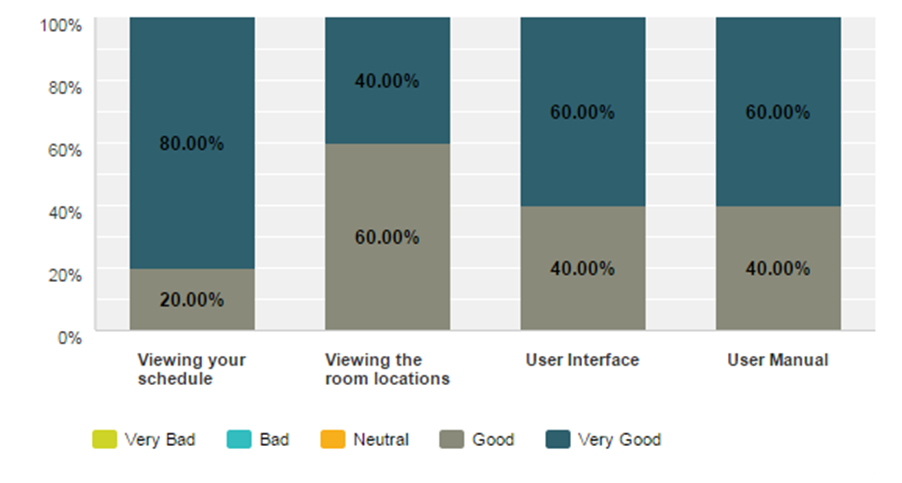 100%
80%
60%
40%
20%
0%
80.00%
20.00%
40.00%
60.00%
60.00%
40.00%
60.00%
40.00%
Viewing your
schedule
Viewing the
room locations
User Interface
User Manual
Very Bad
Bad
Neutral
Good
Very Good